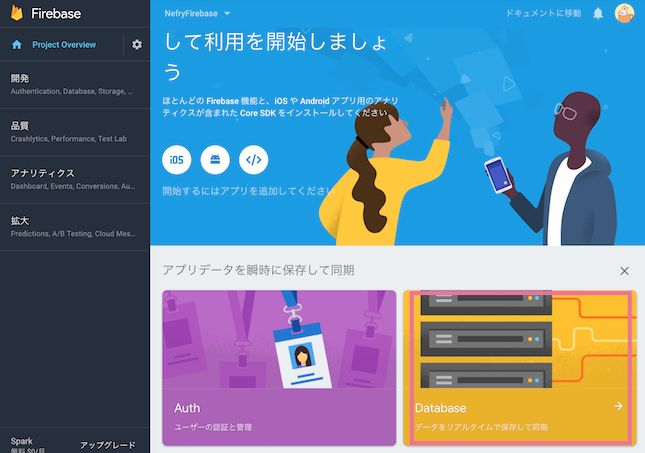 Firebase
NefryFirebase
ドキュメントに移動
Project Overview
開発
Authentication, Database, Storage, ...
品質
Crashlytics, Performance, Test Lab
アナリティクス
Dashboard, Events, Conversions, Au...
拡大
Predictions, A/B Testing, Cloud Mes...
Spark
無料 $0/月
アップグレード
して利用を開始しましょ
う
ほとんどの Firebase 機能と、iOS や Android アプリ用のアナリ
ティクスが含まれた Core SDK をインストールしてください
iOS
開始するにはアプリを追加してください
アプリデータを瞬時に保存して同期
Auth
ユーザーの認証と管理
Database
データをリアルタイムで保存して同期